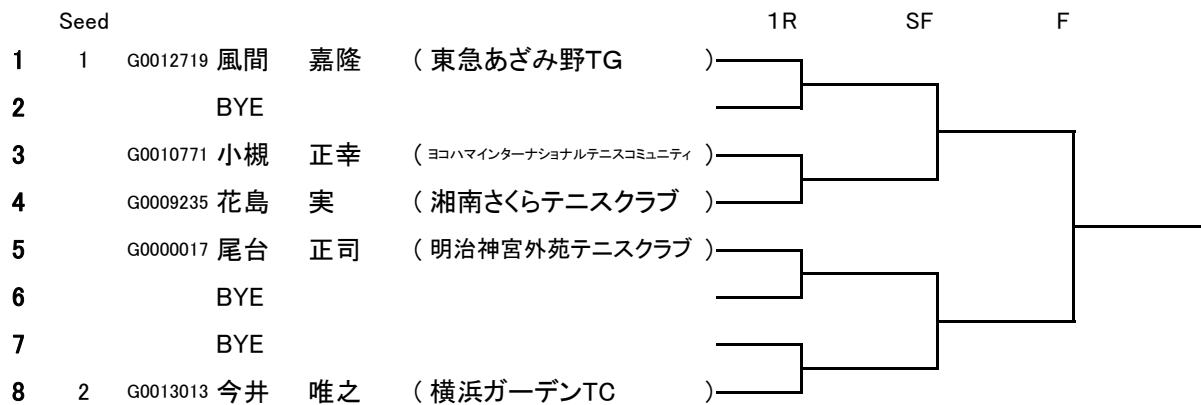 Seed 1R SF F
1 1 G0012719 風間 嘉隆 ( 東急あざみ野TG )
2 BYE
3 G0010771 小槻 正幸 ( ヨコハマインターナショナルテニスコミュニティ )
4 G0009235 花島 実 ( 湘南さくらテニスクラブ )
5 G0000017 尾台 正司 ( 明治神宮外苑テニスクラブ )
6 BYE
7 BYE
8 2 G0013013 今井 唯之 ( 横浜ガーデンTC )